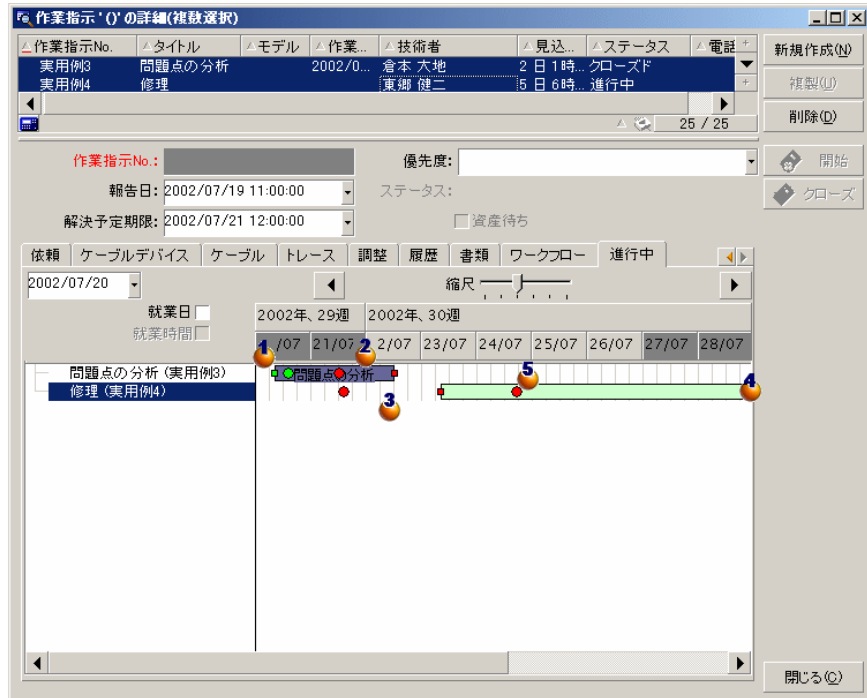 作業指示 ' ()' の詳細(複数選択)
作業指示No. タイトル モデル 作業... 技術者 見込... ステータス 電話
実用例3 問題点の分析 2002/0... 倉本 大地 2 日 1時... クローズド
実用例4 修理 東郷 健二 5 日 6時... 進行中
25 / 25
新規作成(N)
複製(U)
削除(D)
開始
クローズ
作業指示No.:
優先度:
報告日: 2002/07/19 11:00:00
ステータス:
解決予定期限: 2002/07/21 12:00:00
資産待ち
依頼 ケーブルデバイス ケーブル トレース 調整 履歴 書類 ワークフロー 進行中
2002/07/20
縮尺
就業日
就業時間
2002年、29週 2002年、30週
/07 21/07 2/07 23/07 24/07 25/07 26/07 27/07 28/07
1 2
問題点の分析 (実用例3) 問題点の分析
修理 (実用例4)
5
4
3
閉じる(C)